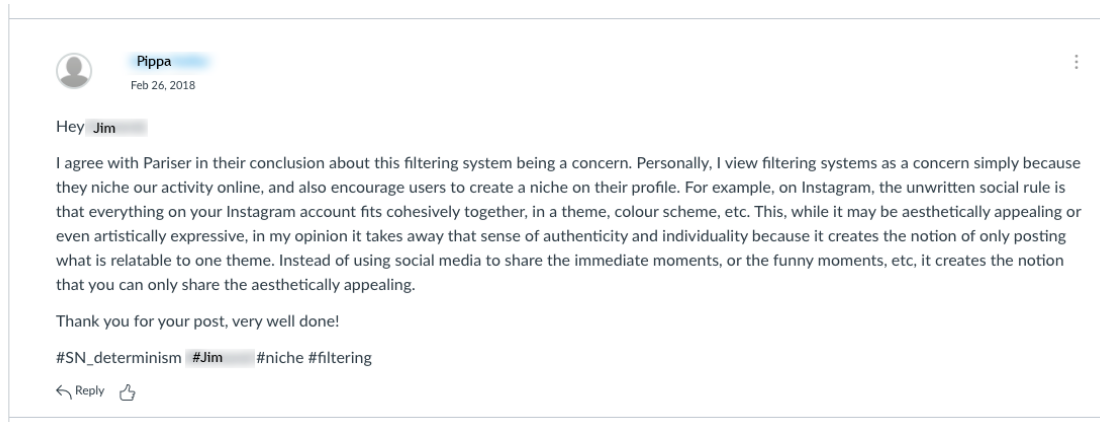 Pippa
Feb 26, 2018
Hey Jim
I agree with Pariser in their conclusion about this filtering system being a concern. Personally, I view filtering systems as a concern simply because
they niche our activity online, and also encourage users to create a niche on their profile. For example, on Instagram, the unwritten social rule is
that everything on your Instagram account fits cohesively together, in a theme, colour scheme, etc. This, while it may be aesthetically appealing or
even artistically expressive, in my opinion it takes away that sense of authenticity and individuality because it creates the notion of only posting
what is relatable to one theme. Instead of using social media to share the immediate moments, or the funny moments, etc, it creates the notion
that you can only share the aesthetically appealing.
Thank you for your post, very well done!
#SN_determinism #Jim #niche #filtering
Reply